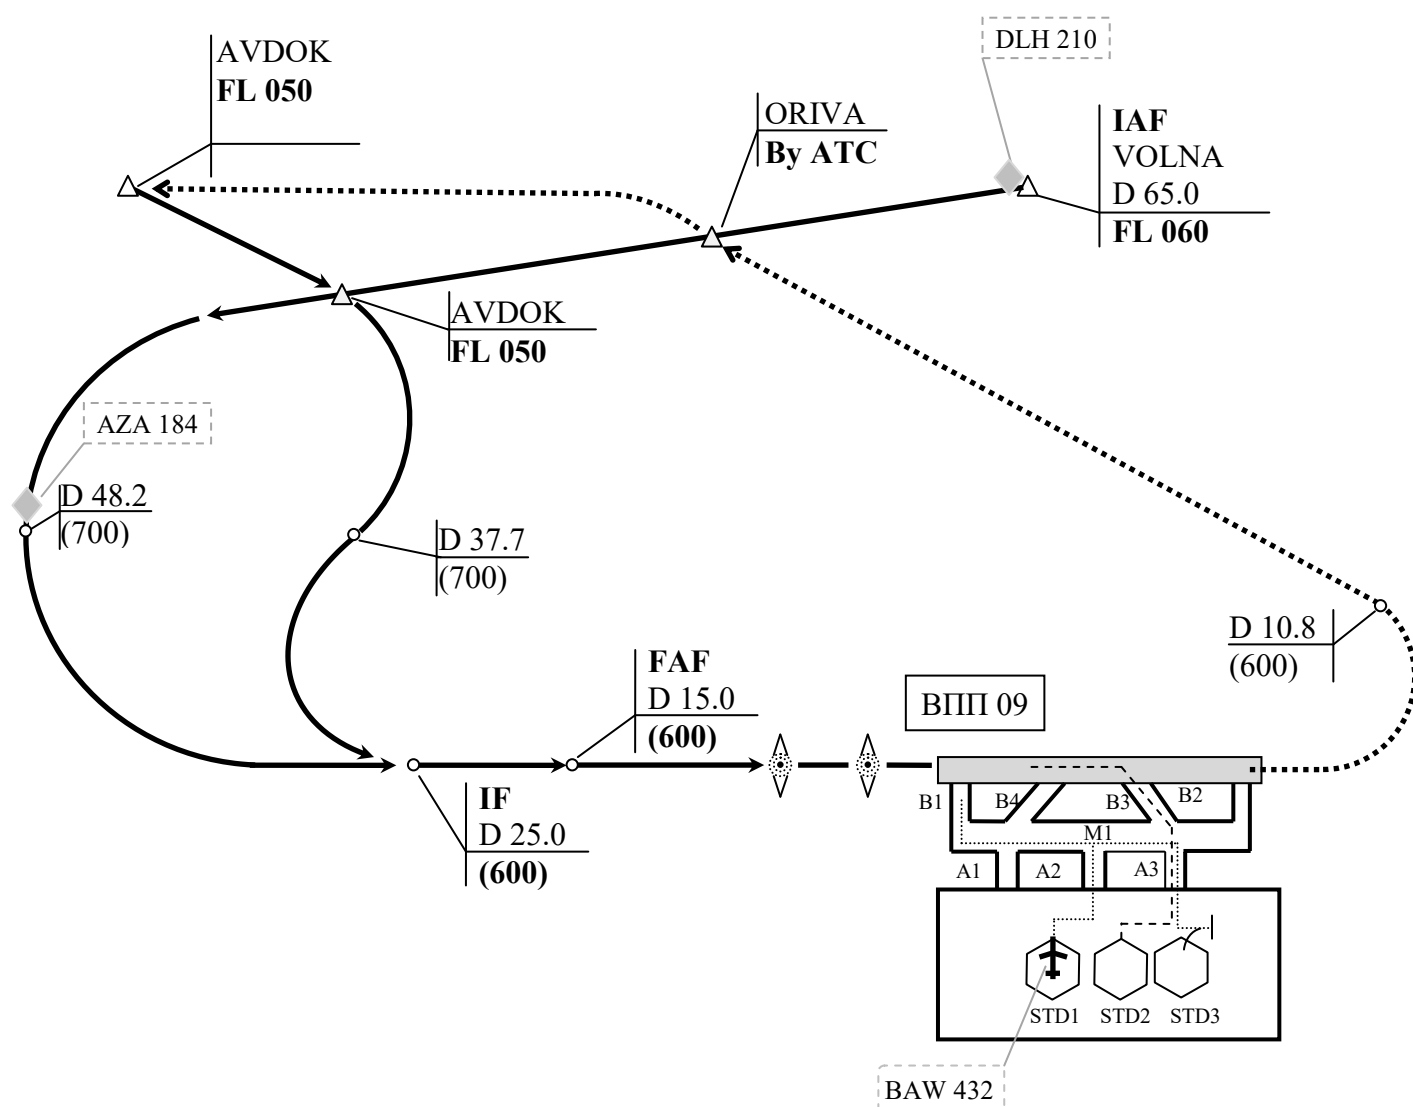 DLH 210
AVDOK
FL 050
ORIVA
By ATC
IAF
VOLNA
D 65.0
FL 060
AVDOK
FL 050
AZA 184
D 48.2
(700)
D 37.7
(700)
D 10.8
(600)
FAF
D 15.0
(600)
ВПП 09
IF
D 25.0
(600)
B1
B4
B3
B2
M1
A1
A2
A3
STD1
STD2
STD3
BAW 432